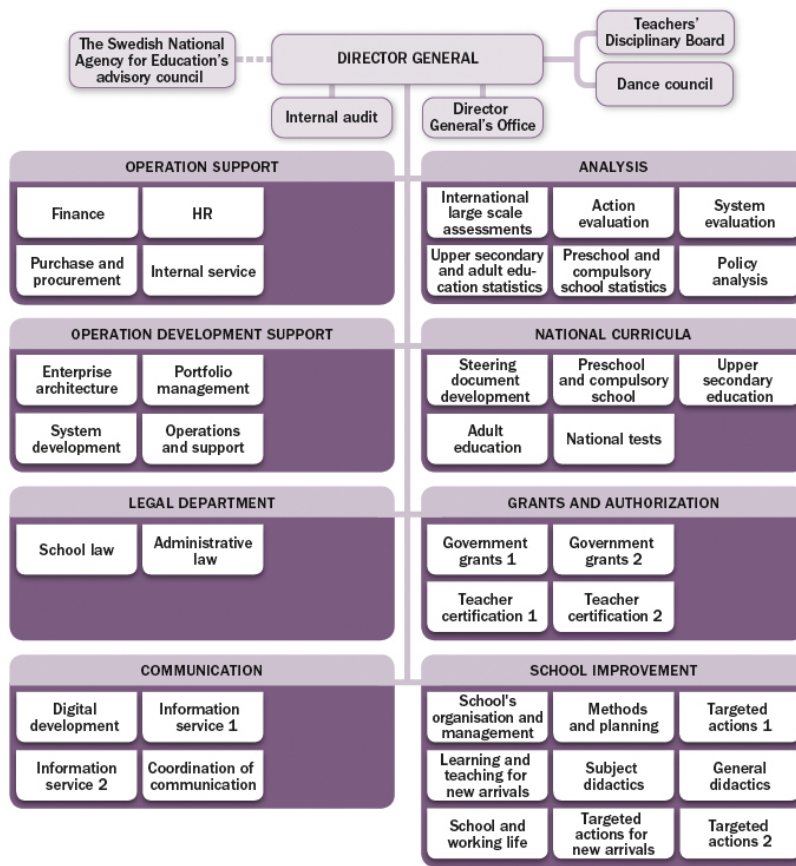 The Swedish National
Agency for Education's
advisory council
DIRECTOR GENERAL
Teachers'
Disciplinary Board
Dance council
Internal audit
Director
General's Office
OPERATION SUPPORT
Finance
HR
Purchase and
procurement
Internal service
ANALYSIS
International
large scale
assessments
Action
evaluation
System
evaluation
Upper secondary
and adult edu-
cation statistics
Preschool and
compulsory
school statistics
Policy
analysis
OPERATION DEVELOPMENT SUPPORT
Enterprise
architecture
Portfolio
management
System
development
Operations
and support
NATIONAL CURRICULA
Steering
document
development
Preschool
and compulsory
school
Upper
secondary
education
Adult
education
National tests
LEGAL DEPARTMENT
School law
Administrative
law
GRANTS AND AUTHORIZATION
Government
grants 1
Government
grants 2
Teacher
certification 1
Teacher
certification 2
COMMUNICATION
Digital
development
Information
service 1
Information
service 2
Coordination of
communication
SCHOOL IMPROVEMENT
School's
organisation and
management
Methods
and planning
Targeted
actions 1
Learning and
teaching for
new arrivals
Subject
didactics
General
didactics
School and
working life
Targeted
actions for
new arrivals
Targeted
actions 2